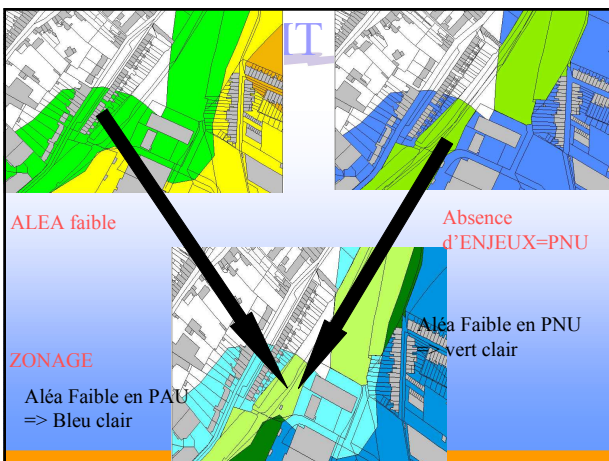 IT
ALEA faible
Absence
d'ENJEUX=PNU
Aléa Faible en PNU
=> vert clair
ZONAGE
Aléa Faible en PAU
=> Bleu clair